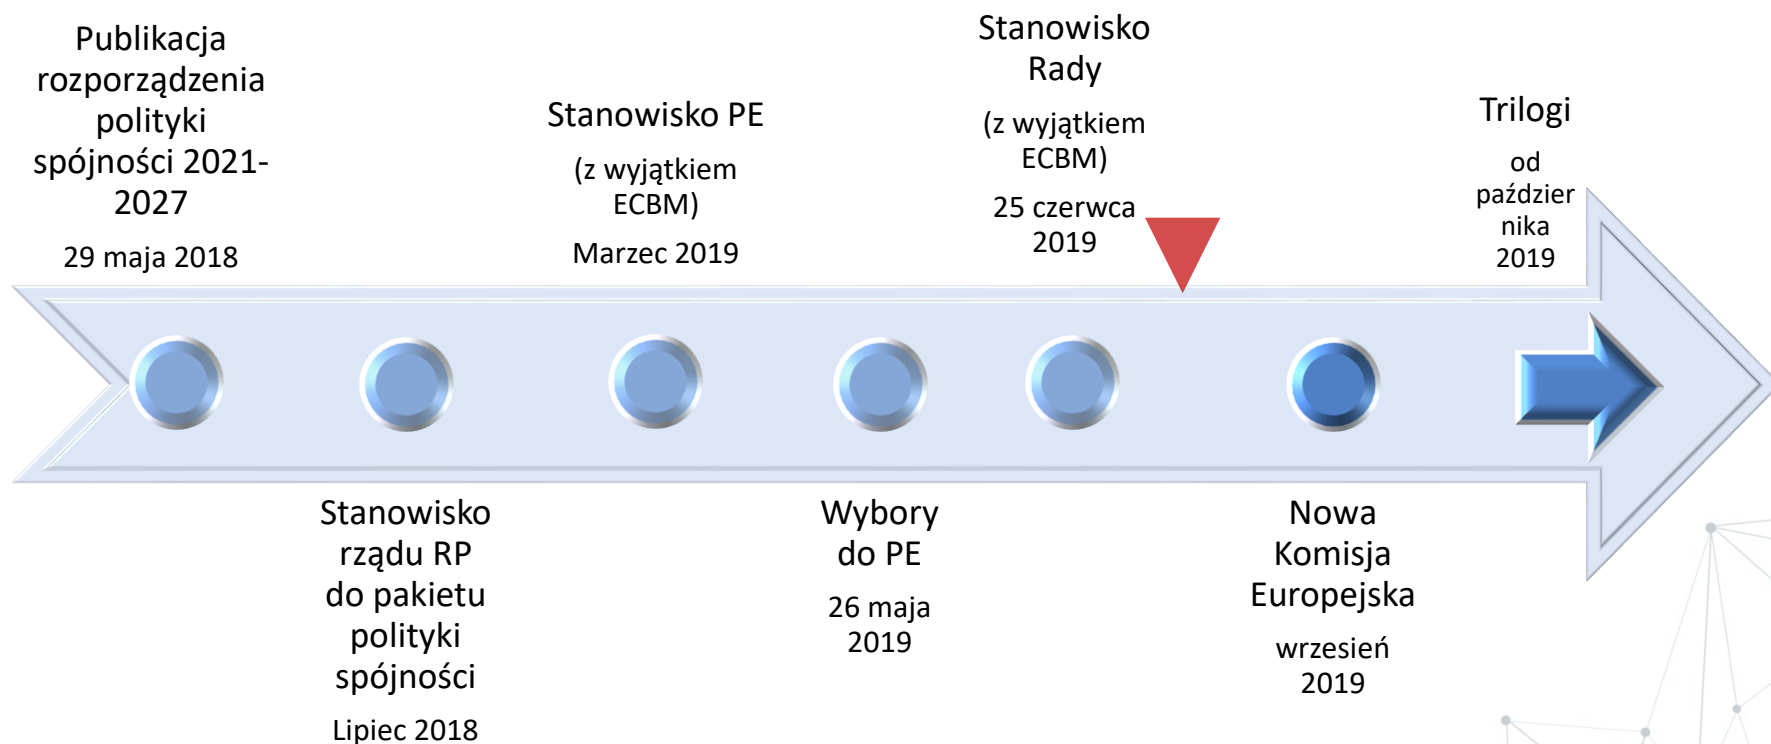 Publikacja
rozporządzenia
polityki
spójności 2021-
2027
29 maja 2018
Stanowisko
rządu RP
do pakietu
polityki
spójności
Lipiec 2018
Stanowisko PE
(z wyjątkiem
ECBM)
Marzec 2019
Wybory
do PE
26 maja
2019
Stanowisko
Rady
(z wyjątkiem
ECBM)
25 czerwca
2019
Nowa
Komisja
Europejska
wrzesień
2019
Trilogi
od
paździer
nika
2019